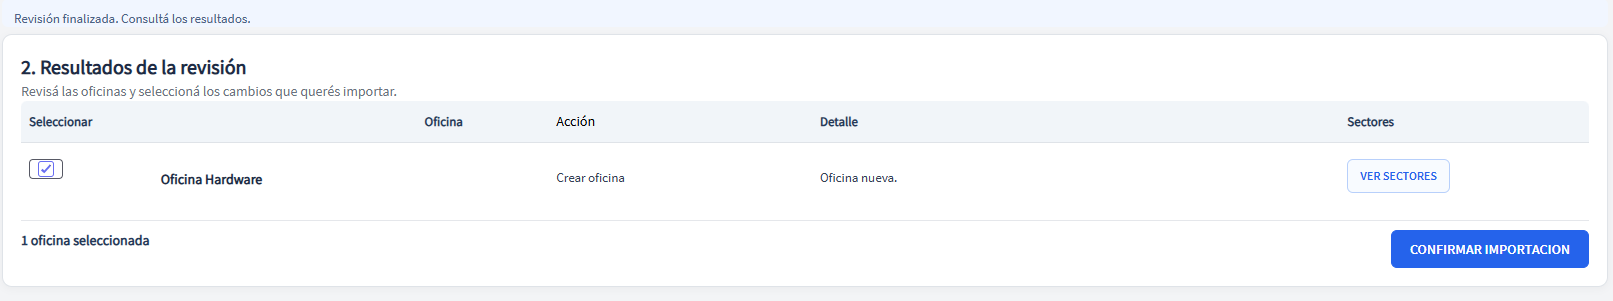 Revisión finalizada. Consultá los resultados.
2. Resultados de la revisión
Revisá las oficinas y seleccioná los cambios que querés importar.
Seleccionar Oficina Acción Detalle Sectores
Oficina Hardware Crear oficina Oficina nueva. VER SECTORES
1 oficina seleccionada
CONFIRMAR IMPORTACION